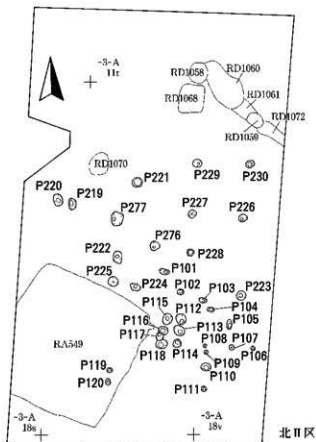 RD1058
RD1060
-3-A
11t
RD1068
RD1061
RD1072
RD1059
RD1070
P221
P229
P230
P220
P219
P277
P227
P226
P276
P222
P228
P225
P101
P224
P102
P103
P223
P115
P112
P104
P116
P105
P117
P113
RA549
P108
P118
P114
P107
P106
P109
P119
P110
P120
P111
-3-A
18s
-3-A
18v
北Ⅱ区